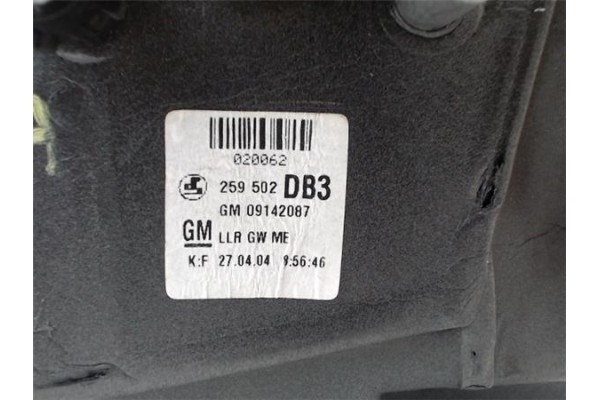 020062
259 502 DB3
GM 09142087
GM LLR GW ME
K:F 27.04.04 9:56:46